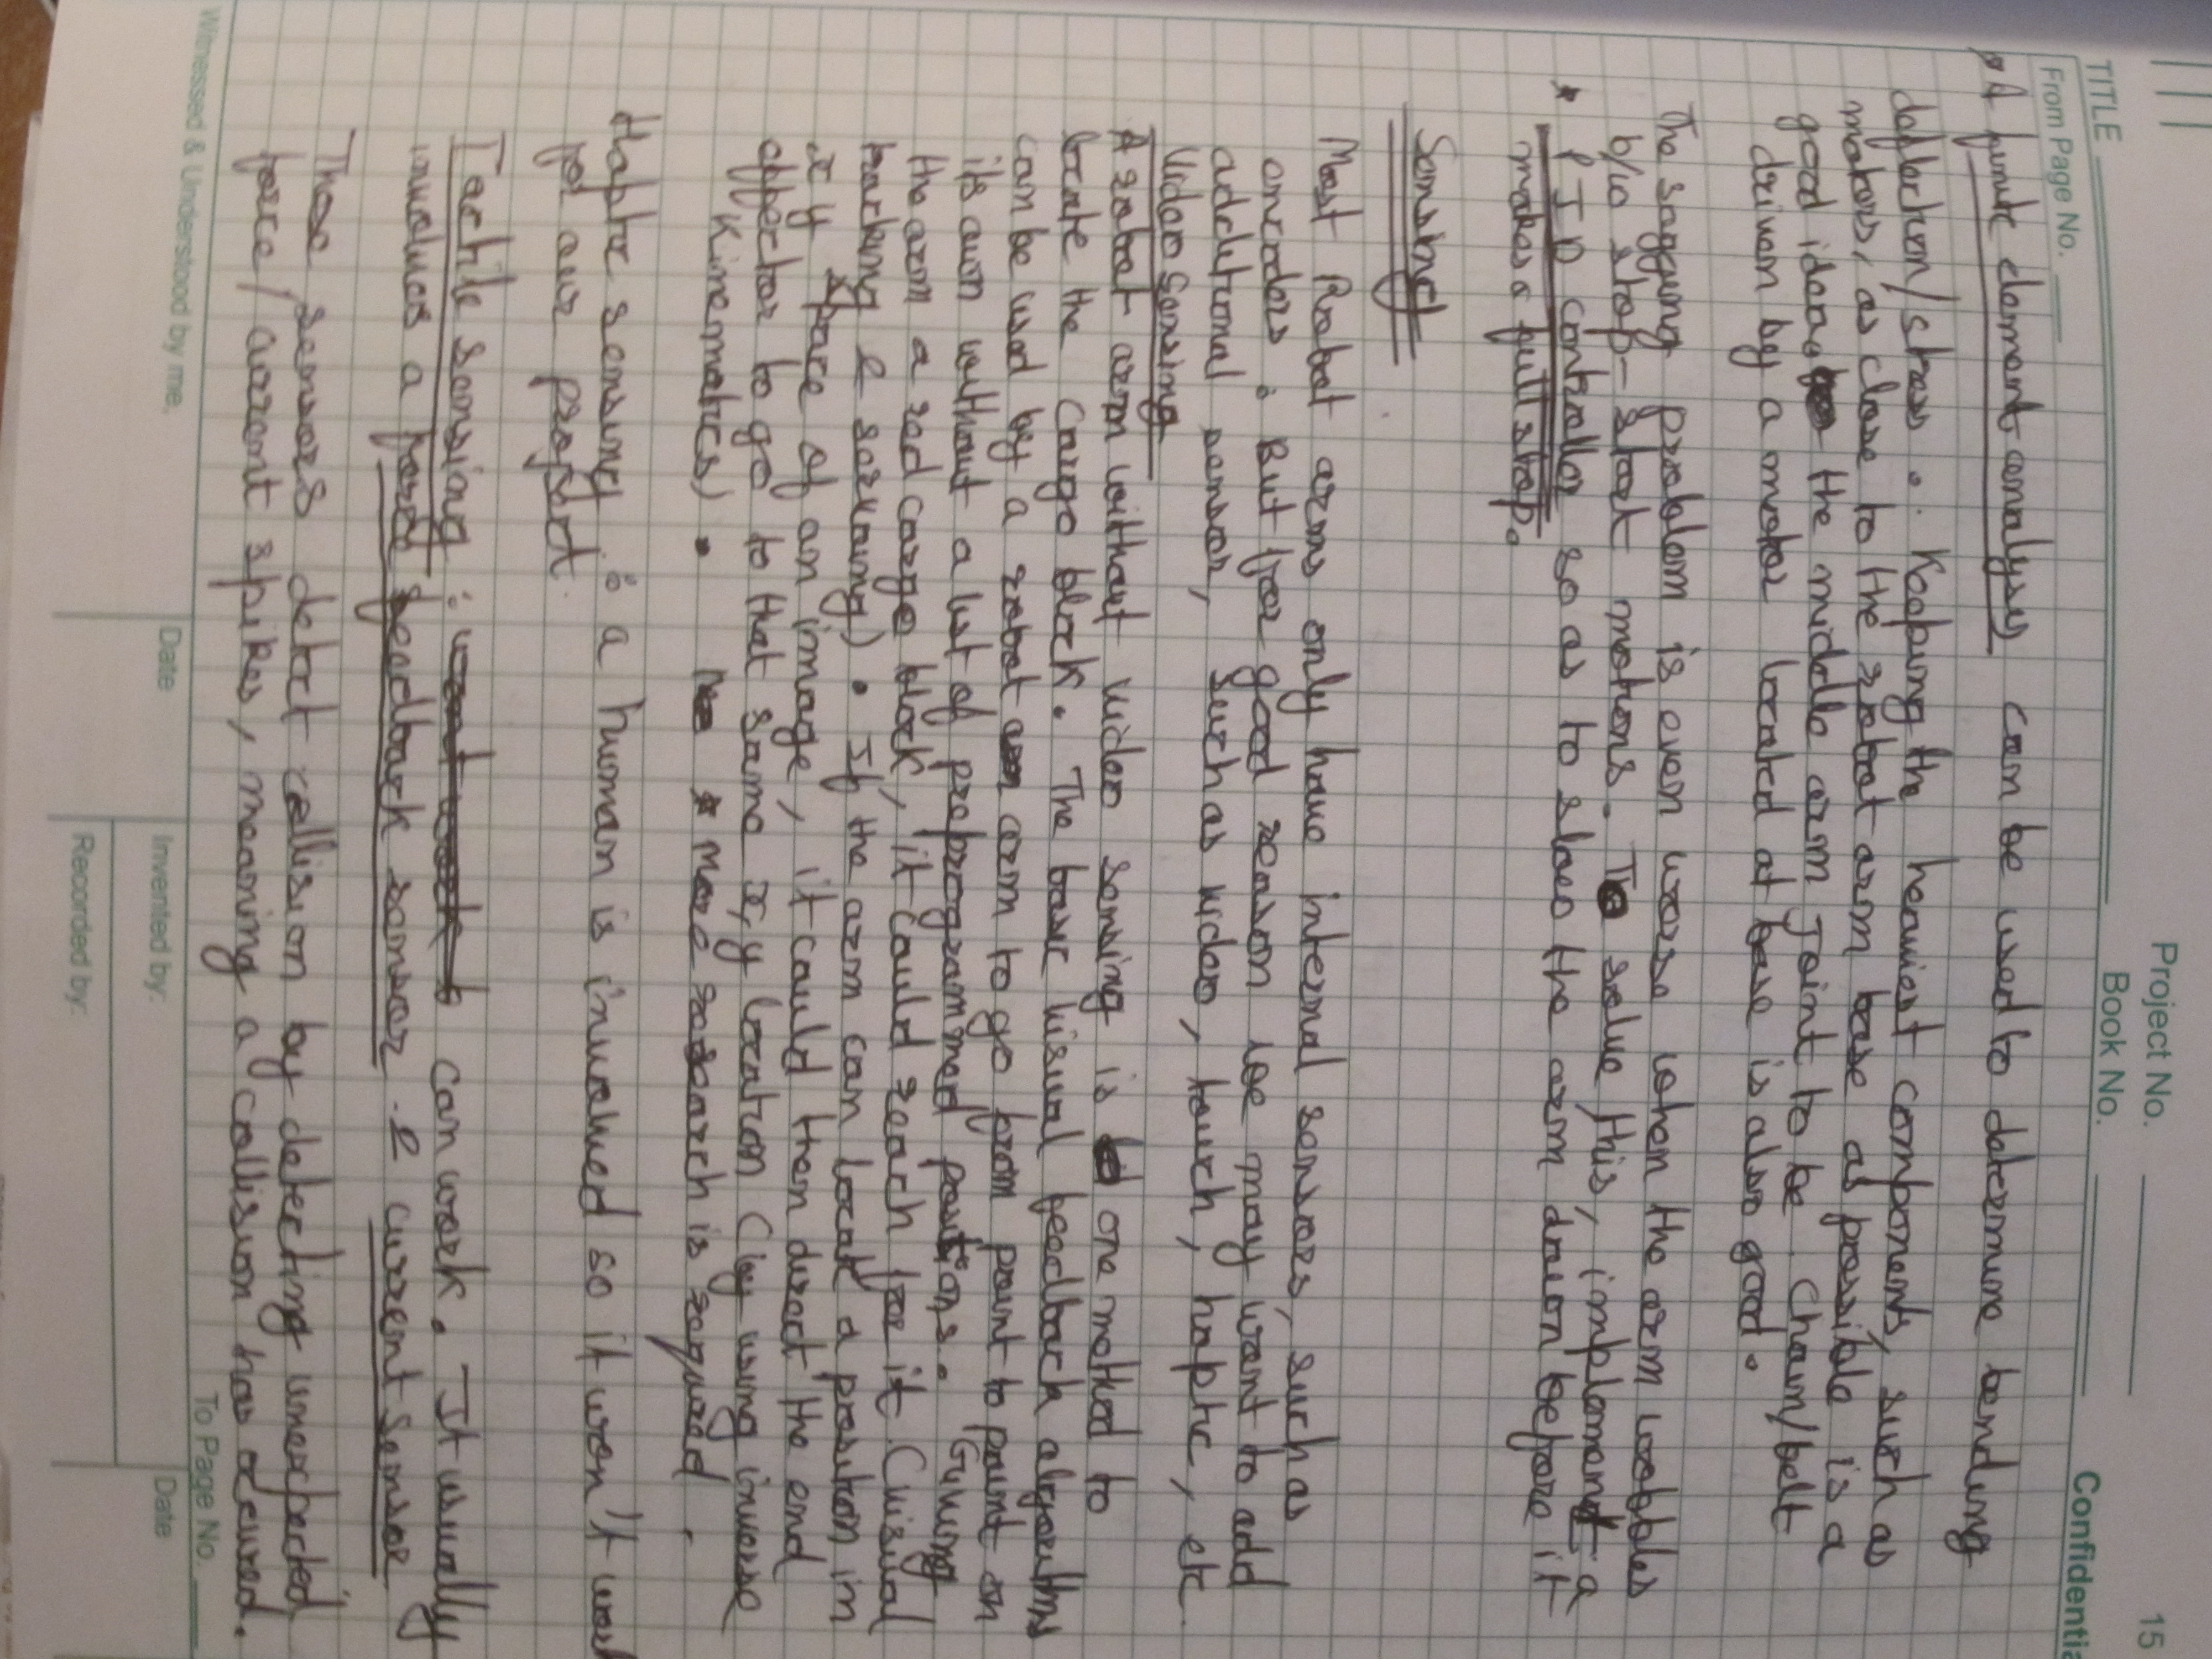 Project No.
15
Book No.
TITLE
Confidentia
From Page No.
* A finite element analysis can be used to determine bending
deflection/stress. Keeping the heaviest components, such as
motors, as close to the robot arm base as possible is a
good idea. the middle arm joint to be chain/belt
driven by a motor located at base is also good.
The sagging problem is even worse when the arm wobbles
b/w stop-start motions. To solve this, implement a
* PID controller so as to slow the arm down before it
makes a full stop.
Sensing
Most Robot arms only have internal sensors, such as
encoders. But for good reason we may want to add
additional sensor, such as video, touch, haptic, etc.
Video Sensing
A robot arm without video sensing is one method to
locate the Cargo block. The basic visual feedback algorithms
can be used by a robot arm to go from point to point on
its own without a list of preprogrammed positions. Giving
the arm a red cargo block, it could reach for it (visual
tracking & serxoing). If the arm can locate a position in
x y space of an image, it could then direct the end
effector to go to that same x,y location (by using inverse
Kinematics). * More research is required.
Haptic sensing : a human is involved so it won't work
for our project.
Tactile sensing : can work. It usually
involves a force feedback sensor & current sensor
These sensors detect collision by detecting unexpected
force/current spikes, meaning a collision has occured.
To Page No.
Witnessed & Understood by me,
Date
Invented by:
Date
Recorded by: